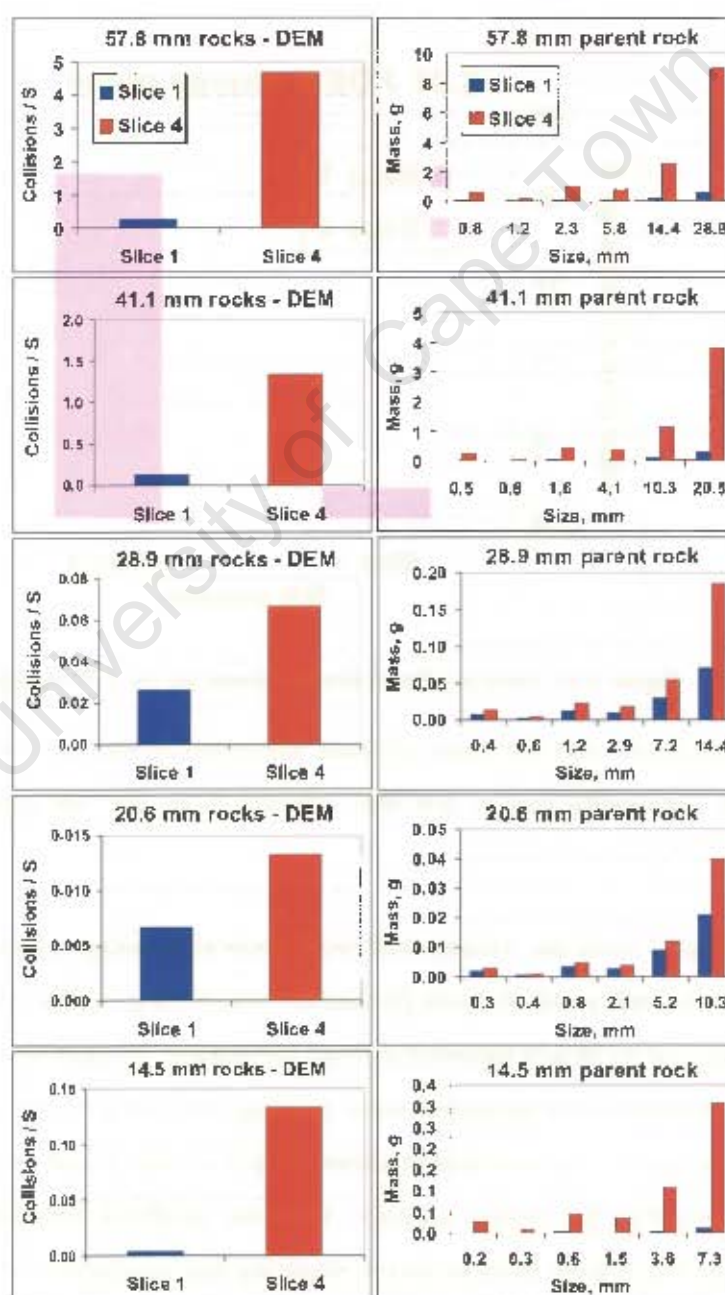 57.8 mm rocks - DEM
Collisions / S
5
4
3
2
1
0
Slice 1
Slice 4
Slice 1
Slice 4
57.8 mm parent rock
Mass, g
10
8
6
4
2
0
Slice 1
Slice 4
0.8 1.2 2.3 5.8 14.4 28.9
Size, mm
41.1 mm rocks - DEM
Collisions / S
2.0
1.5
1.0
0.5
0.0
Slice 1
Slice 4
41.1 mm parent rock
Mass, g
5
4
3
2
1
0
0.5 0.8 1.6 4.1 10.3 20.5
Size, mm
28.9 mm rocks - DEM
Collisions / S
0.08
0.06
0.04
0.02
0.00
Slice 1
Slice 4
28.9 mm parent rock
Mass, g
0.20
0.15
0.10
0.05
0.00
0.4 0.6 1.2 2.9 7.2 14.4
Size, mm
20.6 mm rocks - DEM
Collisions / S
0.015
0.010
0.005
0.000
Slice 1
Slice 4
20.6 mm parent rock
Mass, g
0.05
0.04
0.03
0.02
0.01
0.00
0.3 0.4 0.8 2.1 5.2 10.3
Size, mm
14.5 mm rocks - DEM
Collisions / S
0.15
0.10
0.05
0.00
Slice 1
Slice 4
14.5 mm parent rock
Mass, g
0.4
0.3
0.3
0.2
0.2
0.1
0.1
0.0
0.2 0.3 0.6 1.5 3.6 7.3
Size, mm
University of Cape Town